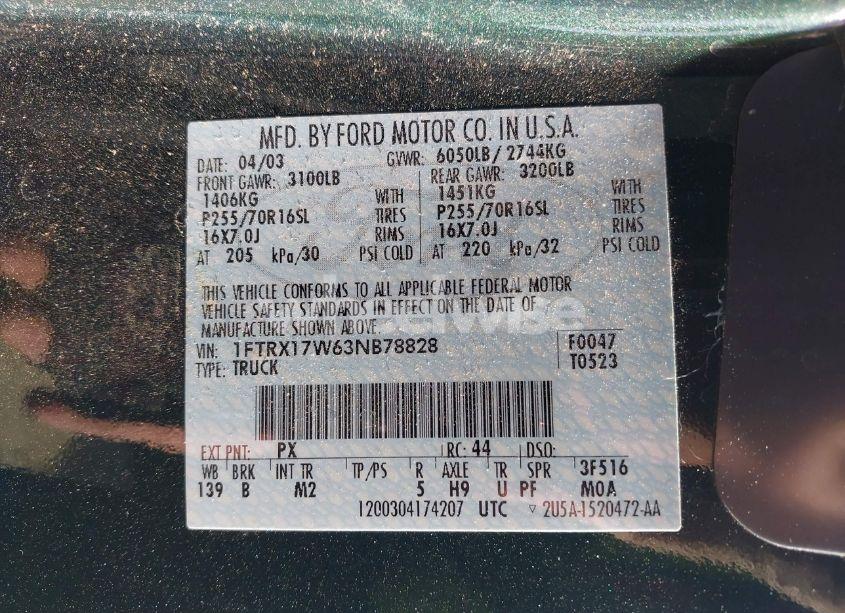 MFD. BY FORD MOTOR CO. IN U.S.A.
DATE: 04/03 GVWR: 6050LB/ 2744KG
FRONT GAWR: 3100LB REAR GAWR: 3200LB
1406KG WITH 1451KG WITH
P255/70R16SL TIRES P255/70R16SL TIRES
16X7.0J RIMS 16X7.0J RIMS
AT 205 kPa/30 PSI COLD AT 220 kPa/32 PSI COLD
THIS VEHICLE CONFORMS TO ALL APPLICABLE FEDERAL MOTOR
VEHICLE SAFETY STANDARDS IN EFFECT ON THE DATE OF
MANUFACTURE SHOWN ABOVE.
VIN: 1FTRX17W63NB78828 F0047
TYPE: TRUCK T0523
EXT PNT: PX RC: 44 DSO:
WB BRK INT TR TP/PS R AXLE TR SPR 3F516
139 B M2 5 H9 U PF MOA
1200304174207 UTC ▽ 2U5A-1520472-AA